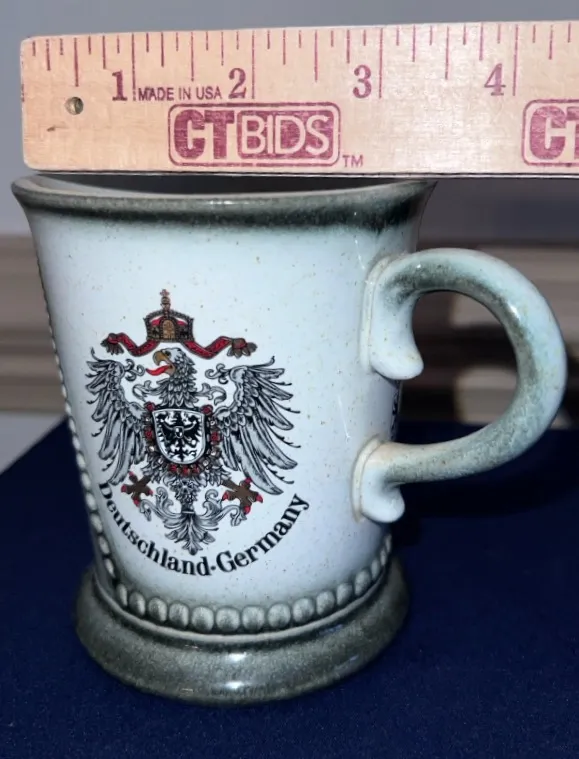 1 MADE IN USA 2 3 4
CTBIDS TM CT
Deutschland-Germany